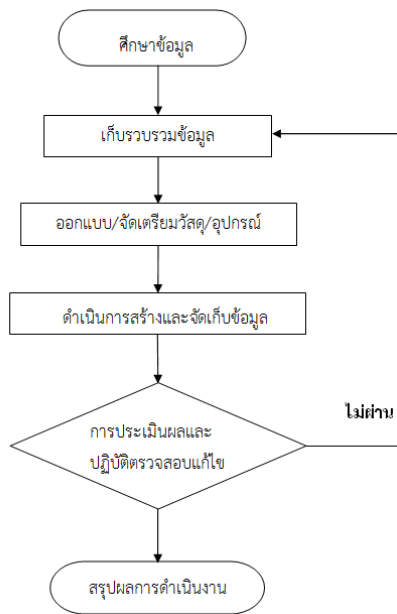 ศึกษาข้อมูล
เก็บรวบรวมข้อมูล
ออกแบบ/จัดเตรียมวัสดุ/อุปกรณ์
ดำเนินการสร้างและจัดเก็บข้อมูล
การประเมินผลและ
ปฏิบัติตรวจสอบแก้ไข
ไม่ผ่าน
สรุปผลการดำเนินงาน